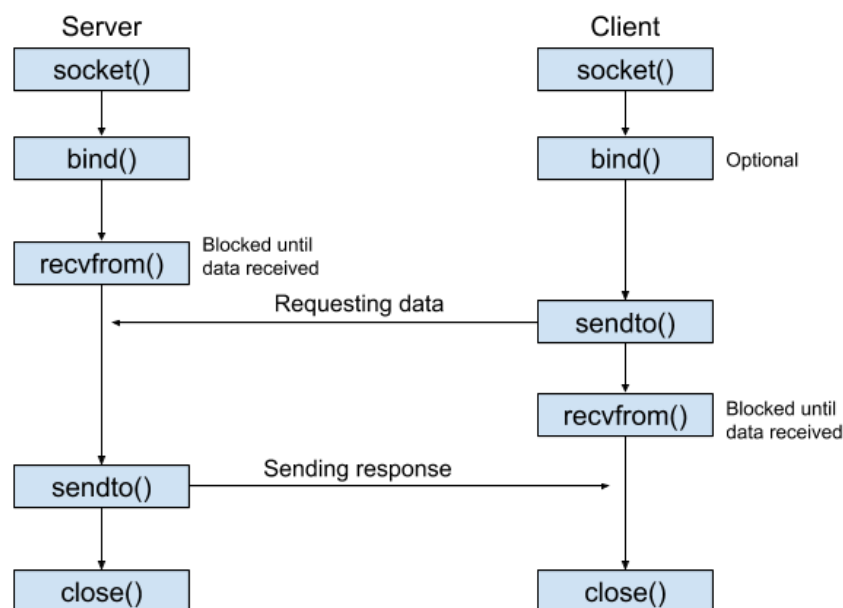 Server
Client
socket()
socket()
bind()
bind()
Optional
recvfrom()
Blocked until
data received
Requesting data
sendto()
recvfrom()
Blocked until
data received
Sending response
sendto()
close()
close()